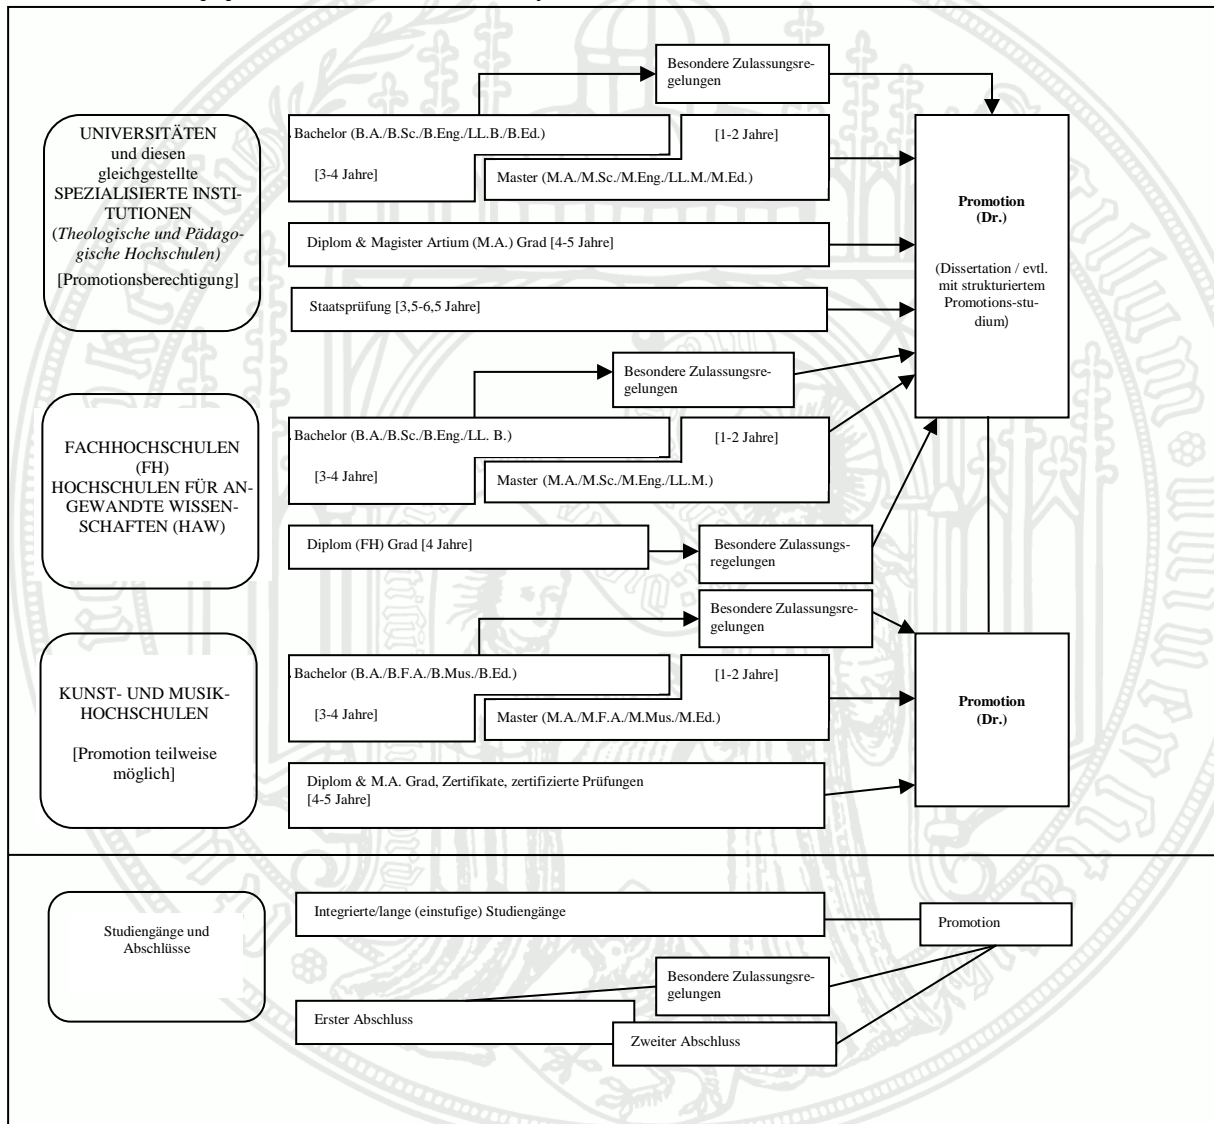 Besondere Zulassungsre-
gelungen
UNIVERSITÄTEN
und diesen
gleichgestellte
SPEZIALISIERTE INSTI-
TUTIONEN
(Theologische und Pädago-
gische Hochschulen)
[Promotionsberechtigung]
Bachelor (B.A./B.Sc./B.Eng./LL.B./B.Ed.)
[3-4 Jahre]
[1-2 Jahre]
Master (M.A./M.Sc./M.Eng./LL.M./M.Ed.)
Diplom & Magister Artium (M.A.) Grad [4-5 Jahre]
Staatsprüfung [3,5-6,5 Jahre]
Promotion
(Dr.)
(Dissertation / evtl.
mit strukturiertem
Promotions-stu-
dium)
Besondere Zulassungsre-
gelungen
FACHHOCHSCHULEN
(FH)
HOCHSCHULEN FÜR AN-
GEWANDTE WISSEN-
SCHAFTEN (HAW)
Bachelor (B.A./B.Sc./B.Eng./LL. B.)
[3-4 Jahre]
[1-2 Jahre]
Master (M.A./M.Sc./M.Eng./LL.M.)
Diplom (FH) Grad [4 Jahre]
Besondere Zulassungs-
regelungen
Besondere Zulassungsre-
gelungen
KUNST- UND MUSIK-
HOCHSCHULEN
[Promotion teilweise
möglich]
Bachelor (B.A./B.F.A./B.Mus./B.Ed.)
[3-4 Jahre]
[1-2 Jahre]
Master (M.A./M.F.A./M.Mus./M.Ed.)
Diplom & M.A. Grad, Zertifikate, zertifizierte Prüfungen
[4-5 Jahre]
Promotion
(Dr.)
Studiengänge und
Abschlüsse
Integrierte/lange (einstufige) Studiengänge
Promotion
Besondere Zulassungsre-
gelungen
Erster Abschluss
Zweiter Abschluss